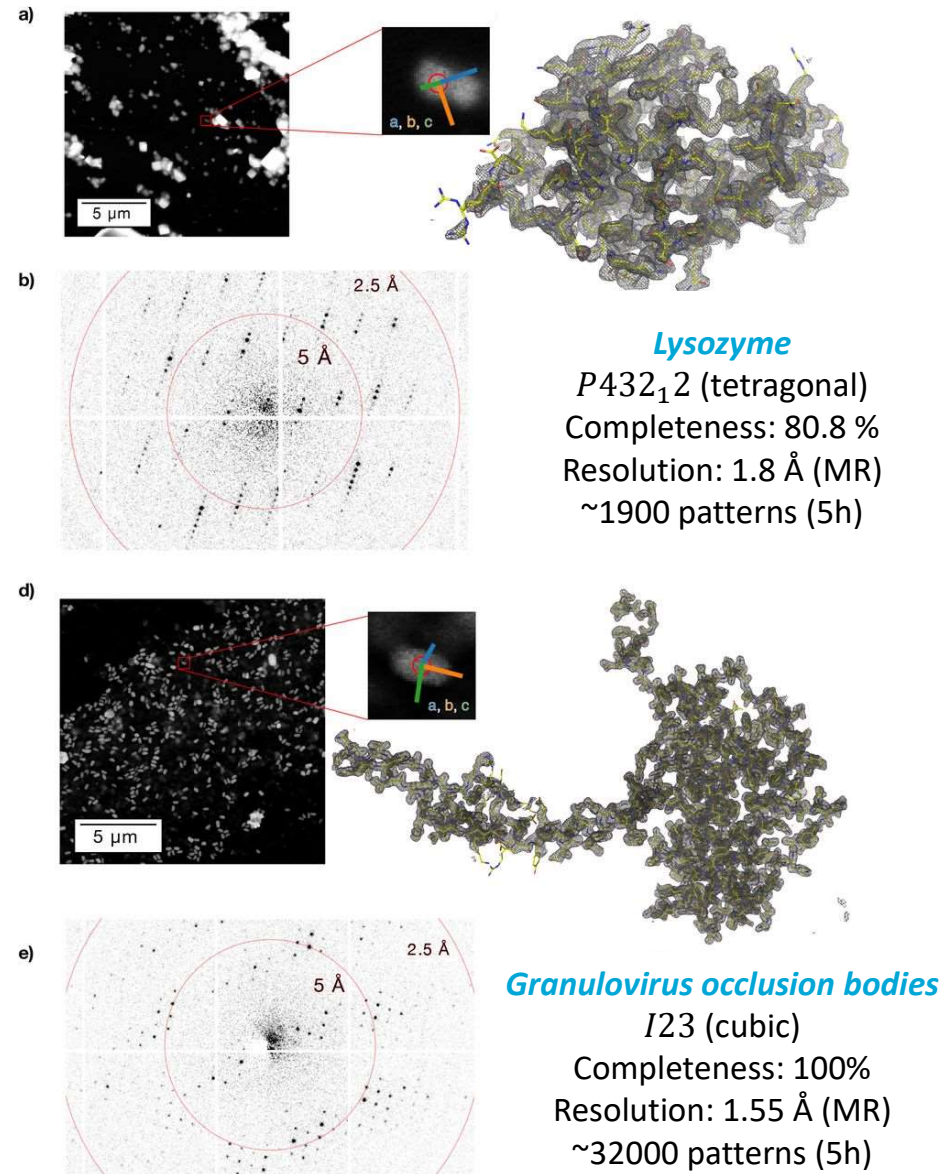 a)
5 µm
a, b, c
b)
2.5 Å
5 Å
Lysozyme
P432₁2 (tetragonal)
Completeness: 80.8 %
Resolution: 1.8 Å (MR)
~1900 patterns (5h)
d)
5 µm
a, b, c
e)
2.5 Å
5 Å
Granulovirus occlusion bodies
I23 (cubic)
Completeness: 100%
Resolution: 1.55 Å (MR)
~32000 patterns (5h)